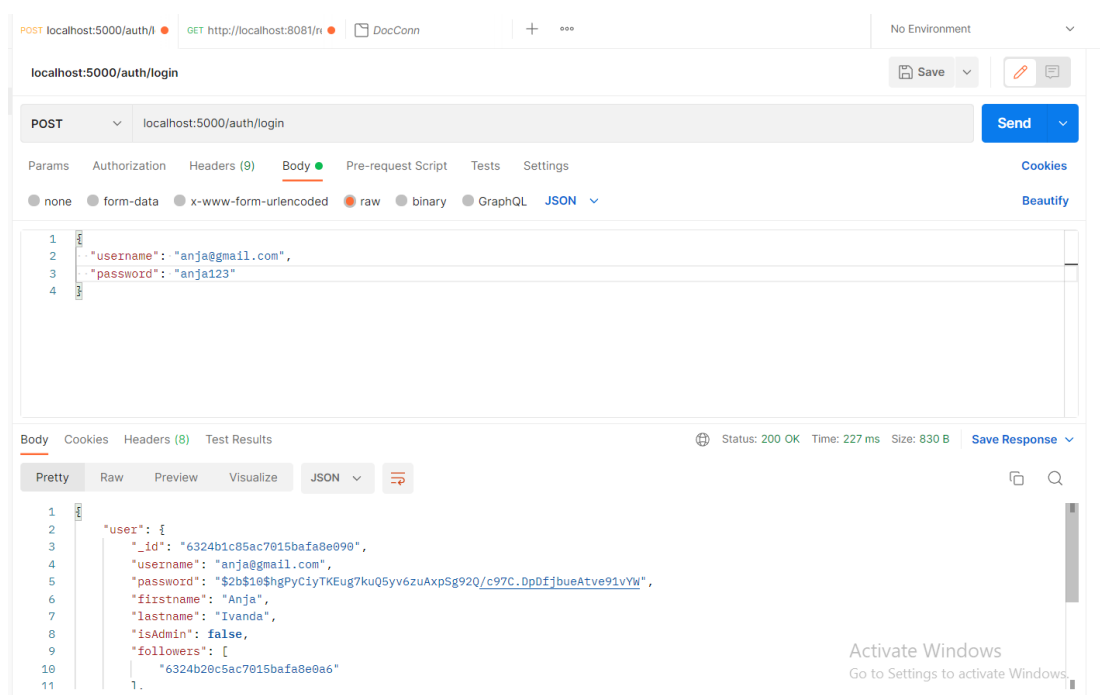 POST localhost:5000/auth/l GET http://localhost:8081/r DocConn No Environment
localhost:5000/auth/login Save
POST localhost:5000/auth/login Send
Params Authorization Headers (9) Body Pre-request Script Tests Settings Cookies
none form-data x-www-form-urlencoded raw binary GraphQL JSON Beautify
1 {
2 "username": "anja@gmail.com",
3 "password": "anja123"
4 }
Body Cookies Headers (8) Test Results Status: 200 OK Time: 227 ms Size: 830 B Save Response
Pretty Raw Preview Visualize JSON
1 {
2 "user": {
3 "_id": "6324b1c85ac7015bafa8e090",
4 "username": "anja@gmail.com",
5 "password": "$2b$10$hgPyCiyTKEug7kuQ5yv6zuAxpSg92Q/c97C.DpDfjbueAtve91vYW",
6 "firstname": "Anja",
7 "lastname": "Ivanda",
8 "isAdmin": false,
9 "followers": [
10 "6324b20c5ac7015bafa8e0a6"
11 ],
Activate Windows
Go to Settings to activate Windows.